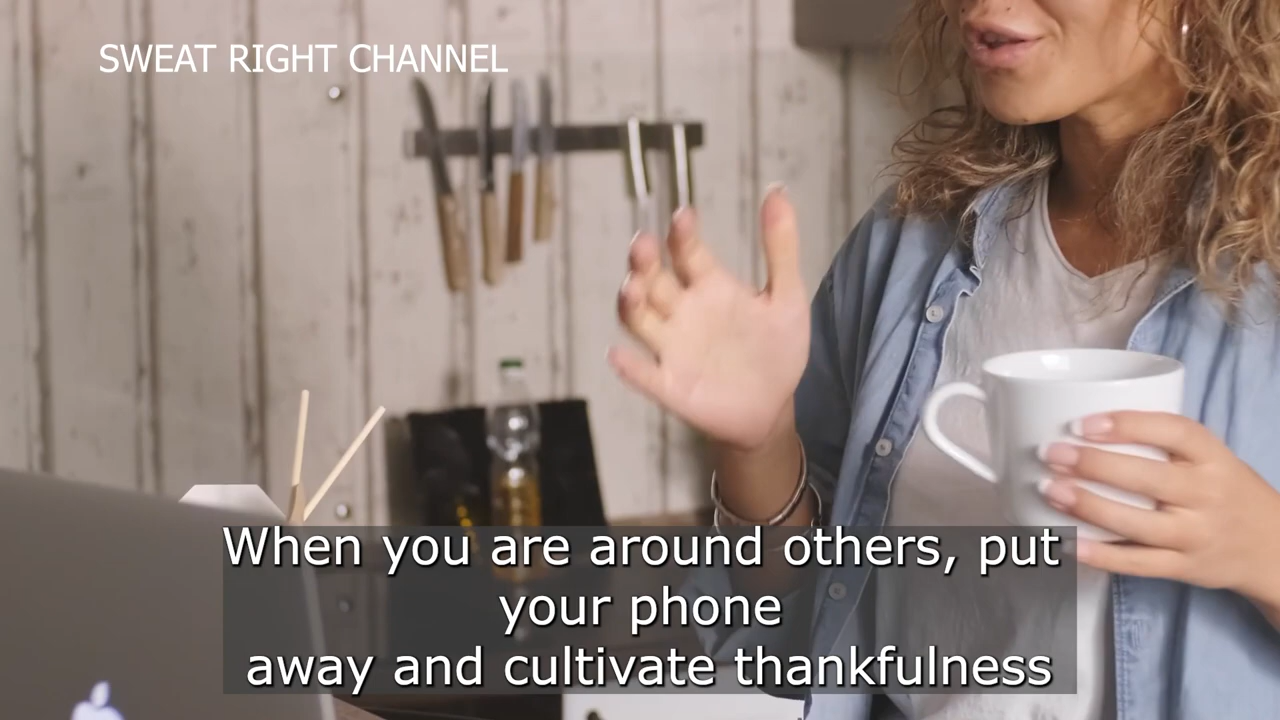 SWEAT RIGHT CHANNEL
When you are around others, put
your phone
away and cultivate thankfulness